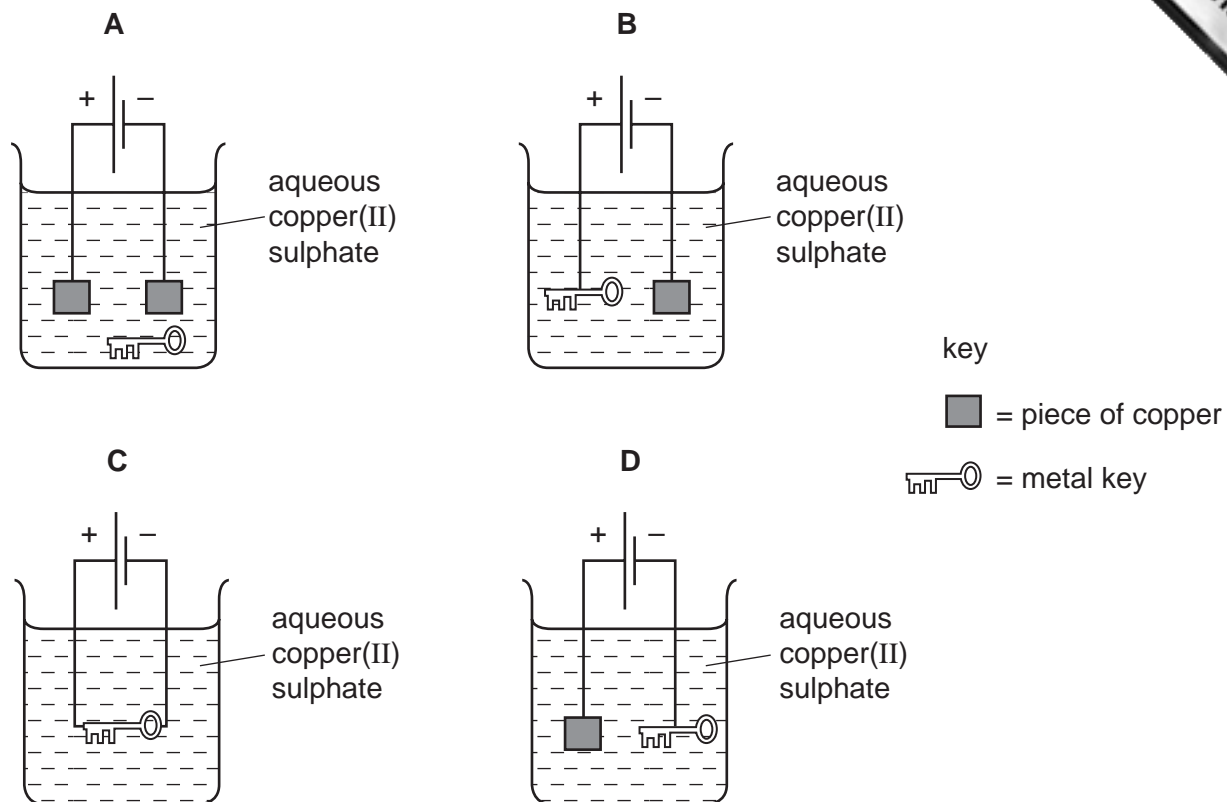 A
+ −
aqueous
copper(II)
sulphate
B
+ −
aqueous
copper(II)
sulphate
key
= piece of copper
= metal key
C
+ −
aqueous
copper(II)
sulphate
D
+ −
aqueous
copper(II)
sulphate